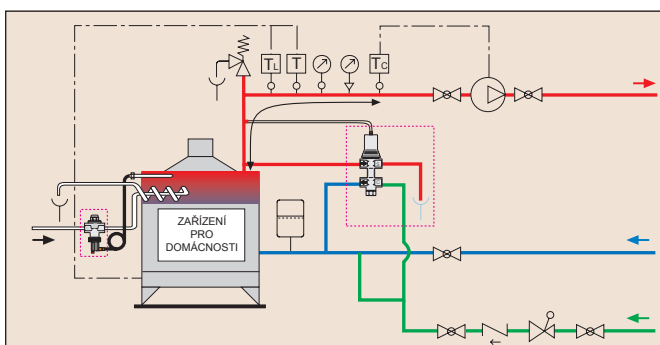 TL
T
TC
ZAŘÍZENÍ
PRO
DOMÁCNOSTI